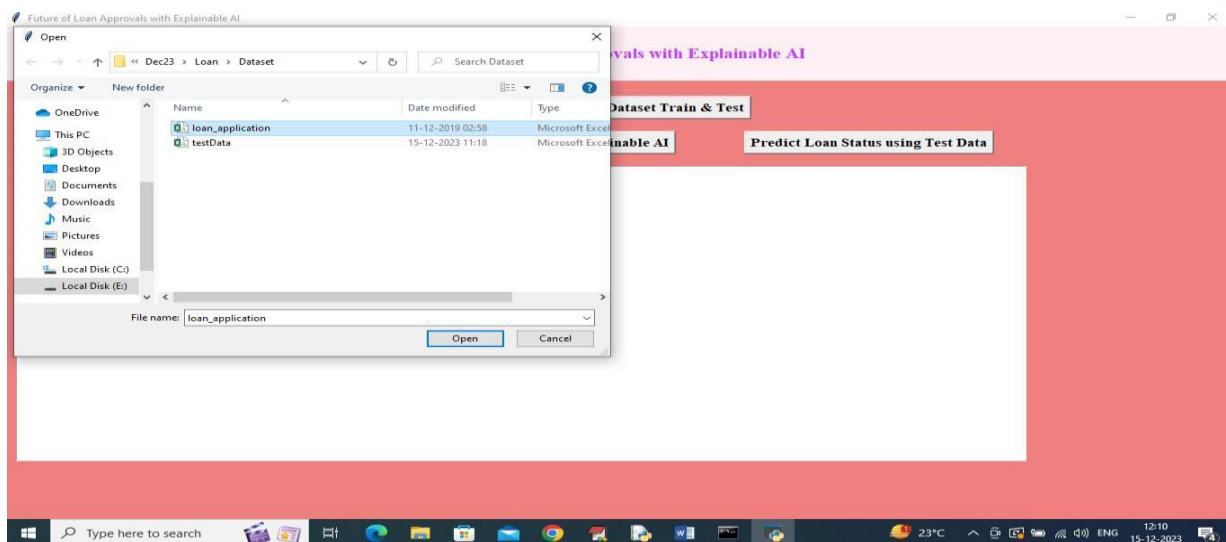 Future of Loan Approvals with Explainable AI
Open
vals with Explainable AI
« Dec23 › Loan › Dataset
Search Dataset
Organize
New folder
Dataset Train & Test
OneDrive
This PC
3D Objects
Desktop
Documents
Downloads
Music
Pictures
Videos
Local Disk (C:)
Local Disk (E:)
Name Date modified Type
loan_application 11-12-2019 02:58 Microsoft Excel
testData 15-12-2023 11:18 Microsoft Excel
inable AI
Predict Loan Status using Test Data
File name: loan_application
Open Cancel
Type here to search
23°C
ENG
12:10
15-12-2023